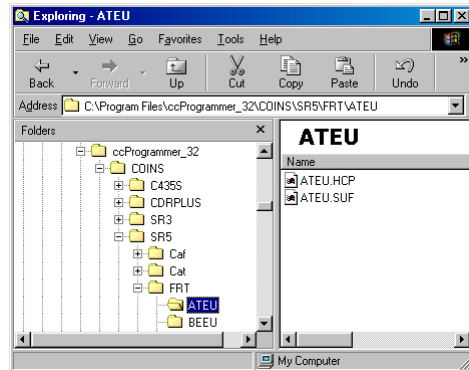 Exploring - ATEU
File Edit View Go Favorites Tools Help
Back Forward Up Cut Copy Paste Undo »
Address C:\Program Files\ccProgrammer_32\COINS\SR5\FRT\ATEU
Folders
ccProgrammer_32
COINS
C435S
CDRPLUS
SR3
SR5
Caf
Cat
FRT
ATEU
BEEU
ATEU
Name
ATEU.HCP
ATEU.SUF
My Computer